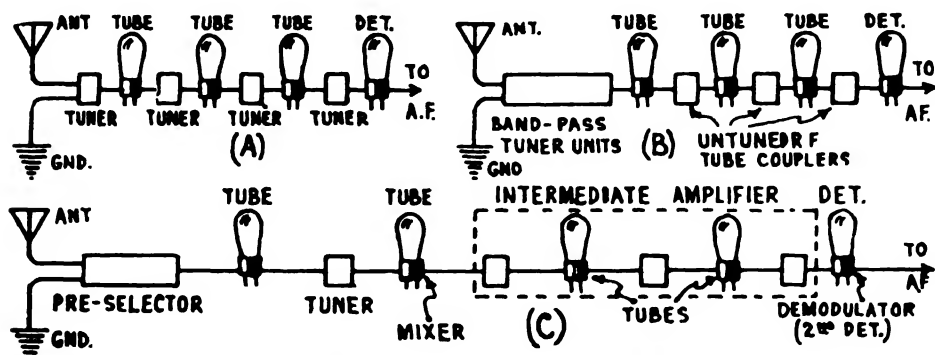 ANT TUBE TUBE TUBE DET.
TO
A.F.
TUNER TUNER TUNER TUNER
(A)
GND.
ANT. TUBE TUBE TUBE DET.
TO
AF.
BAND-PASS
TUNER UNITS
(B)
UNTUNED RF
TUBE COUPLERS
GND
ANT TUBE TUBE INTERMEDIATE AMPLIFIER DET.
TO
AF
PRE-SELECTOR
TUNER
MIXER
(C)
TUBES
DEMODULATOR
(2ND DET.)
GND.